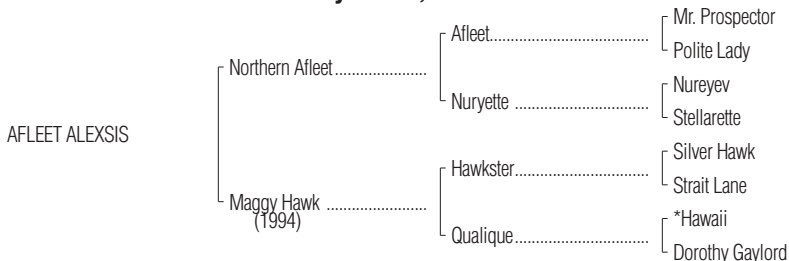 Mr. Prospector
Afleet
Polite Lady
Northern Afleet
Nureyev
Nuryette
Stellarette
AFLEET ALEXSIS
Silver Hawk
Hawkster
Strait Lane
Maggy Hawk
(1994)
*Hawaii
Qualique
Dorothy Gaylord